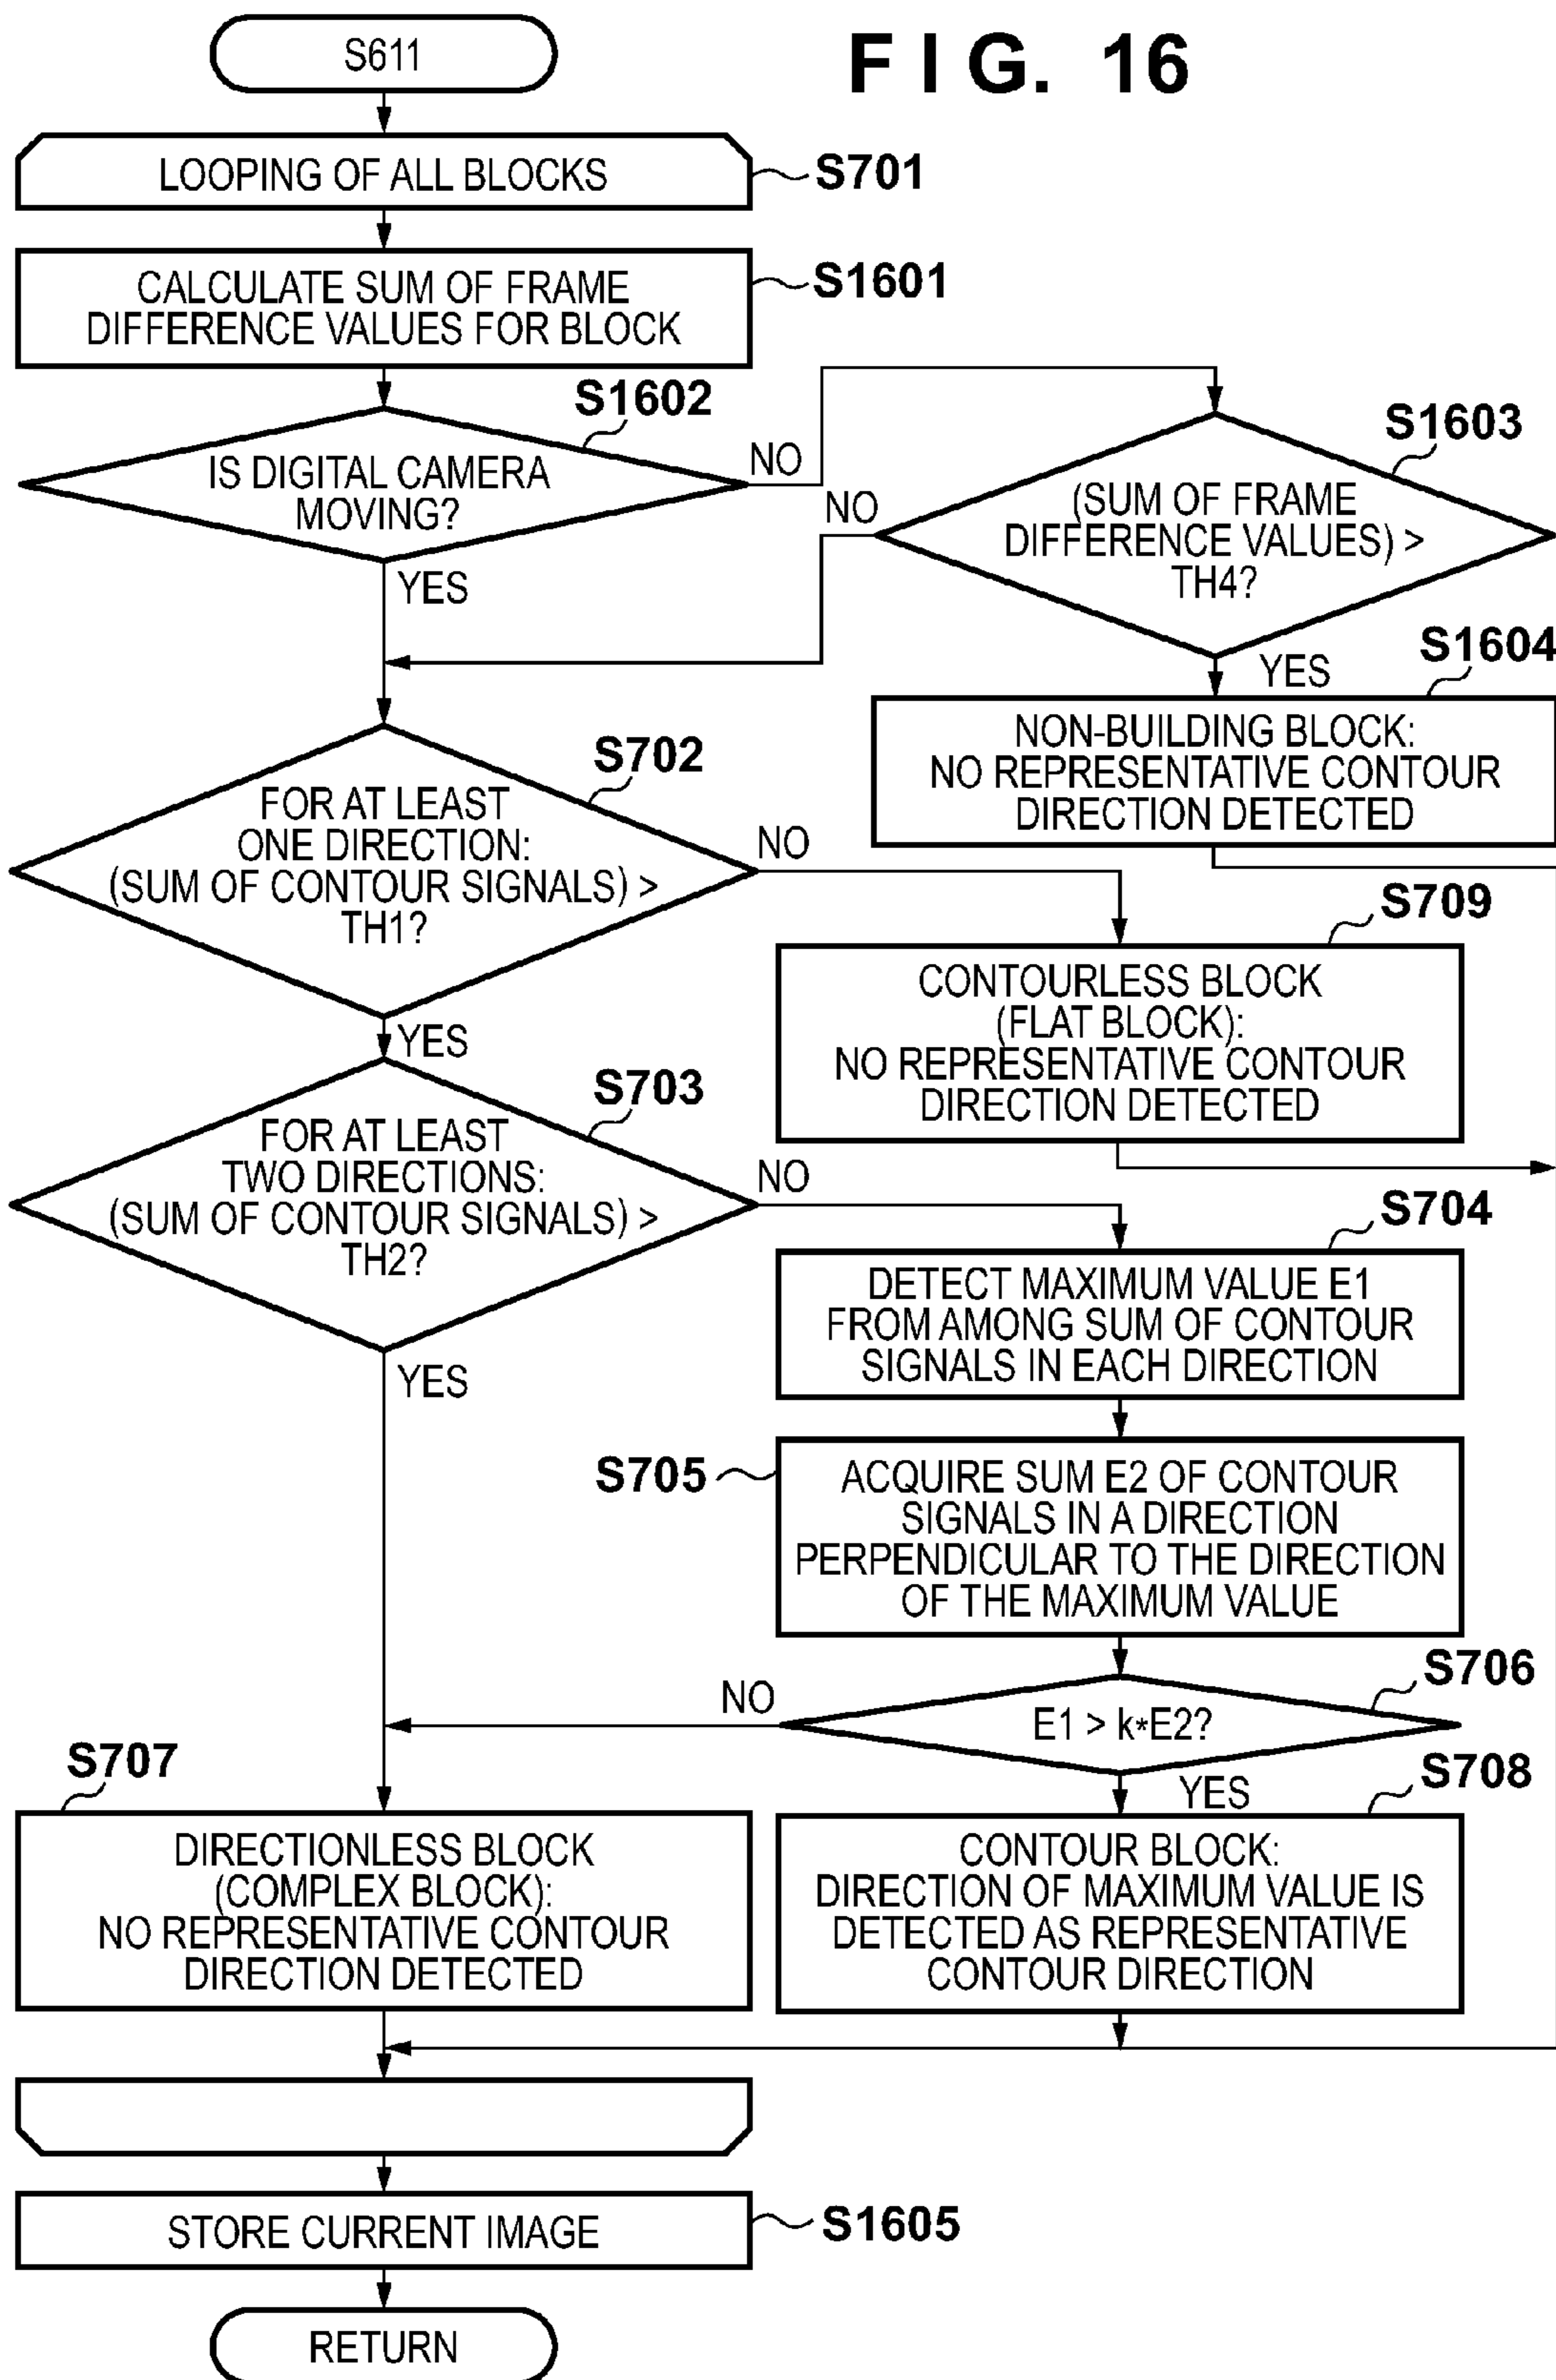 F I G. 16
S611
LOOPING OF ALL BLOCKS
S701
CALCULATE SUM OF FRAME
DIFFERENCE VALUES FOR BLOCK
S1601
S1602
IS DIGITAL CAMERA
MOVING?
NO
YES
S1603
(SUM OF FRAME
DIFFERENCE VALUES) >
TH4?
NO
YES
S1604
NON-BUILDING BLOCK:
NO REPRESENTATIVE CONTOUR
DIRECTION DETECTED
S702
FOR AT LEAST
ONE DIRECTION:
(SUM OF CONTOUR SIGNALS) >
TH1?
NO
YES
S709
CONTOURLESS BLOCK
(FLAT BLOCK):
NO REPRESENTATIVE CONTOUR
DIRECTION DETECTED
S703
FOR AT LEAST
TWO DIRECTIONS:
(SUM OF CONTOUR SIGNALS) >
TH2?
NO
YES
S704
DETECT MAXIMUM VALUE E1
FROM AMONG SUM OF CONTOUR
SIGNALS IN EACH DIRECTION
S705
ACQUIRE SUM E2 OF CONTOUR
SIGNALS IN A DIRECTION
PERPENDICULAR TO THE DIRECTION
OF THE MAXIMUM VALUE
S706
E1 > k*E2?
NO
YES
S707
DIRECTIONLESS BLOCK
(COMPLEX BLOCK):
NO REPRESENTATIVE CONTOUR
DIRECTION DETECTED
S708
CONTOUR BLOCK:
DIRECTION OF MAXIMUM VALUE IS
DETECTED AS REPRESENTATIVE
CONTOUR DIRECTION
STORE CURRENT IMAGE
S1605
RETURN